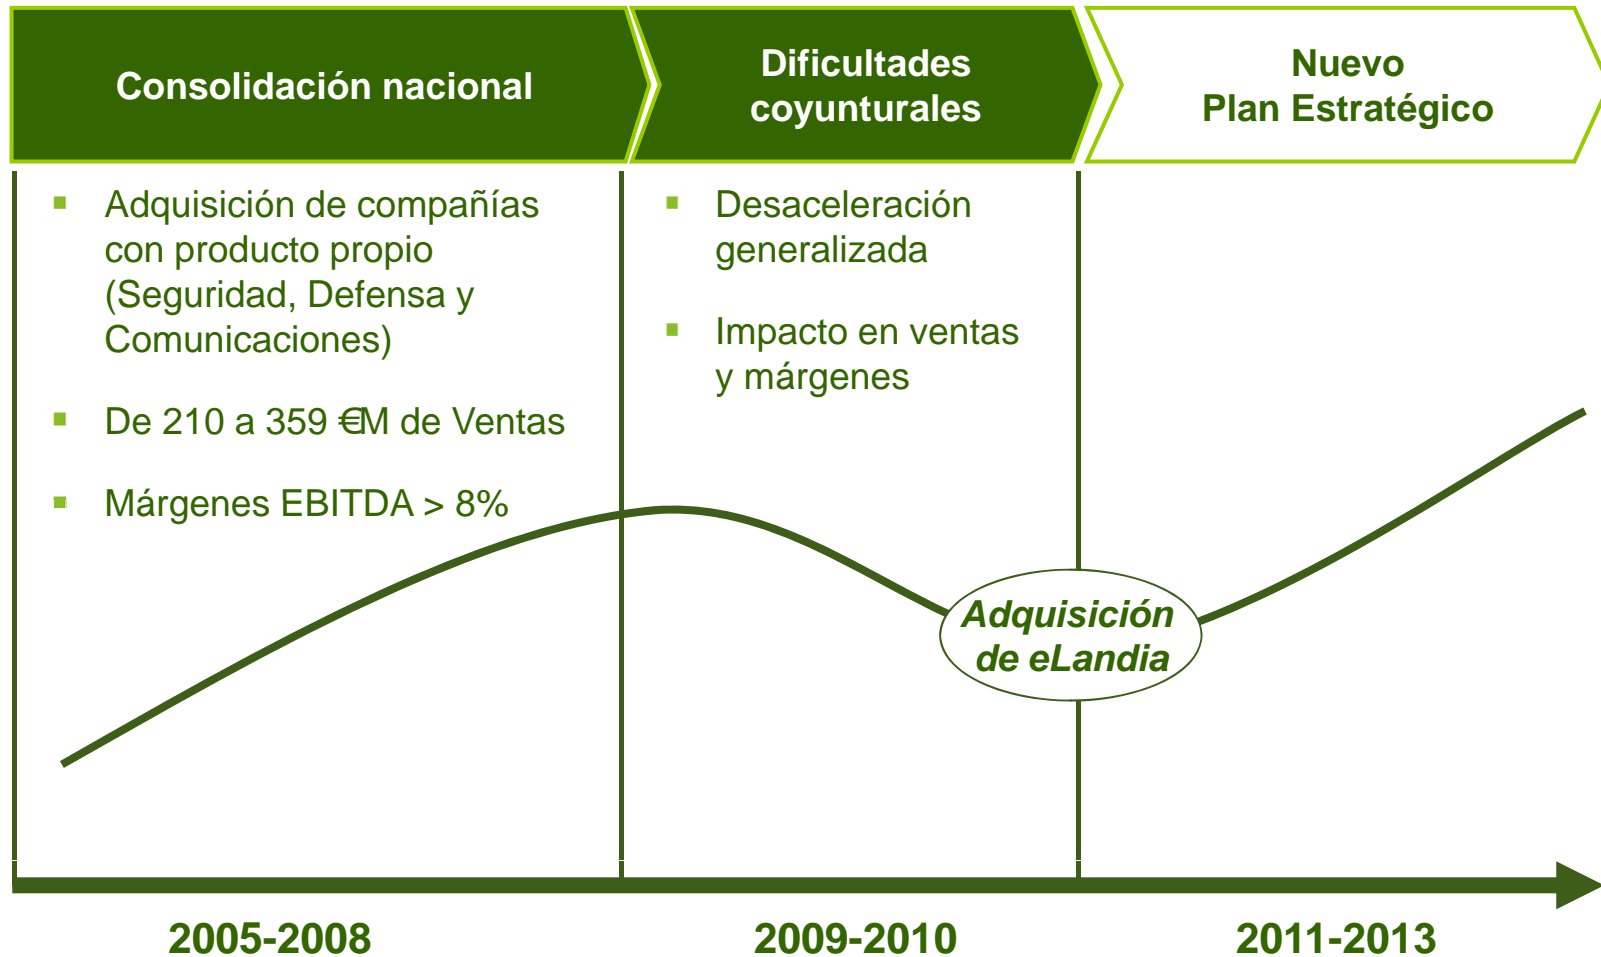 Consolidación nacional
Dificultades
coyunturales
Nuevo
Plan Estratégico
Adquisición de compañías
con producto propio
(Seguridad, Defensa y
Comunicaciones)
De 210 a 359 €M de Ventas
Márgenes EBITDA > 8%
Desaceleración
generalizada
Impacto en ventas
y márgenes
Adquisición
de eLandia
2005-2008
2009-2010
2011-2013